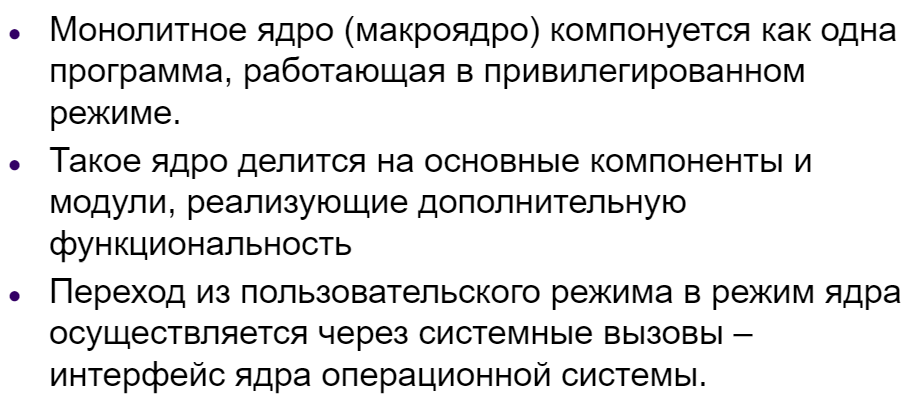 • Монолитное ядро (макроядро) компонуется как одна
программа, работающая в привилегированном
режиме.
• Такое ядро делится на основные компоненты и
модули, реализующие дополнительную
функциональность
• Переход из пользовательского режима в режим ядра
осуществляется через системные вызовы –
интерфейс ядра операционной системы.